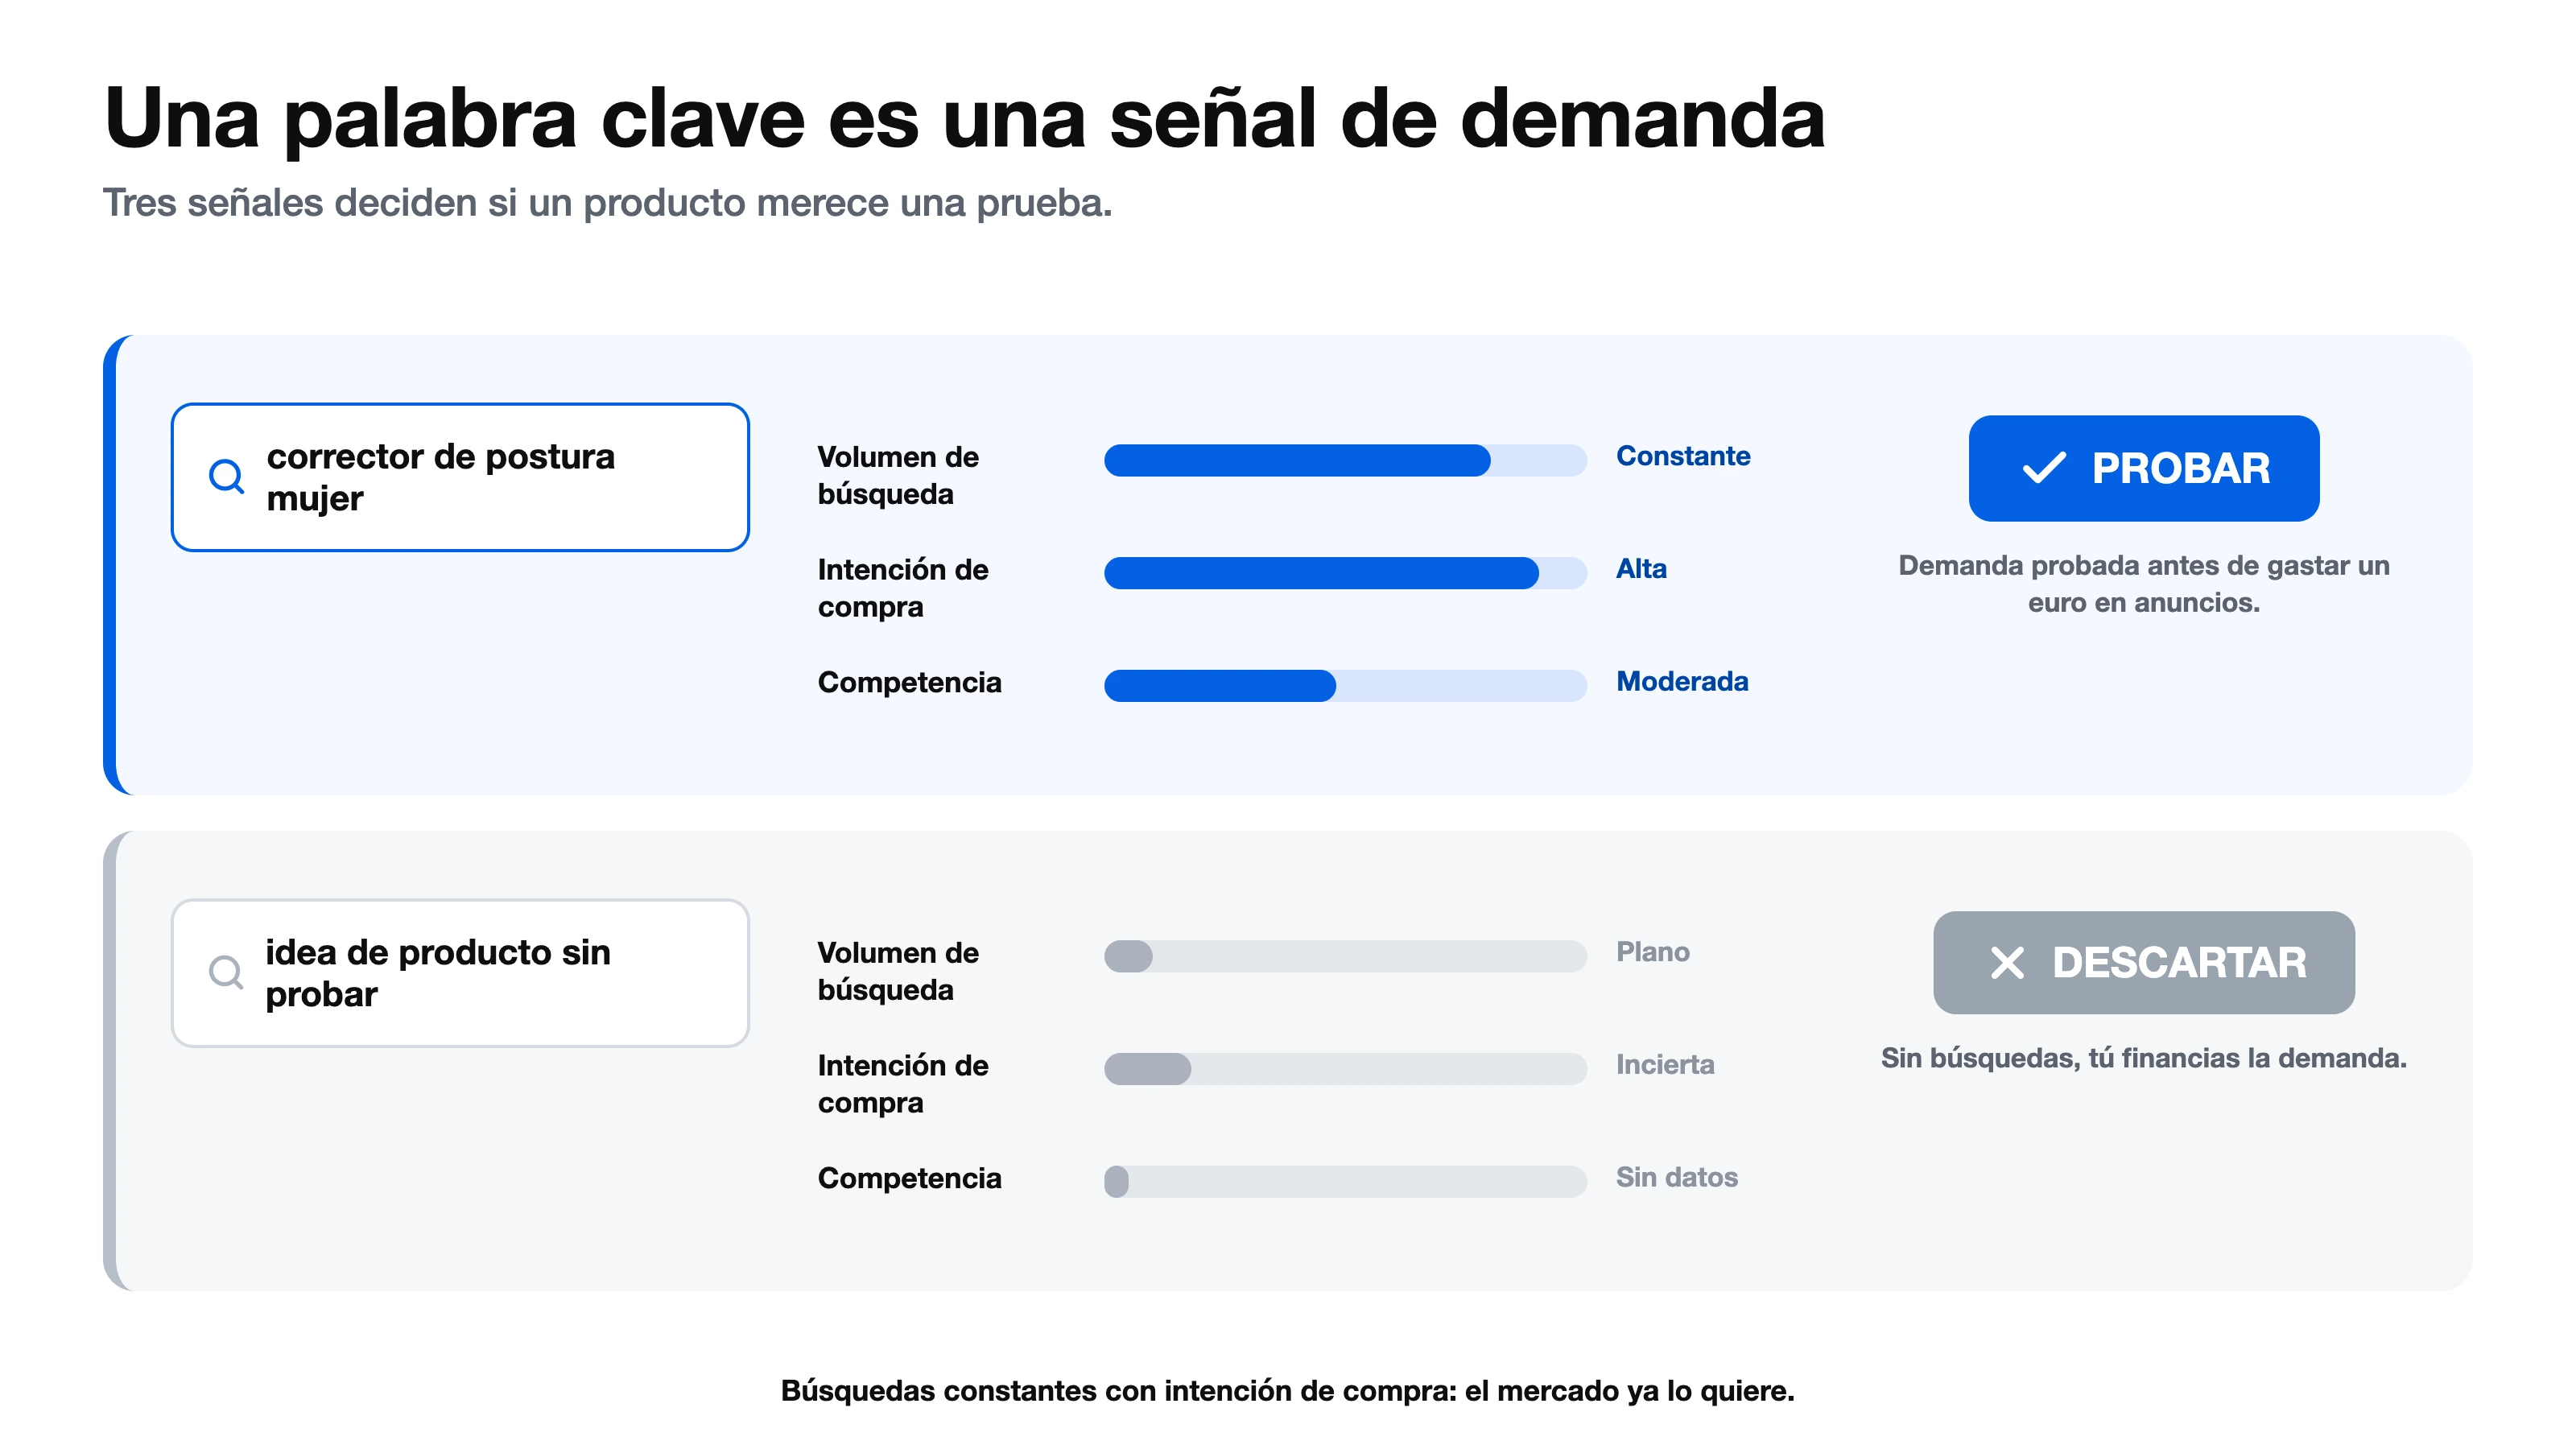 Una palabra clave es una señal de demanda
Tres señales deciden si un producto merece una prueba.
corrector de postura
mujer
Volumen de
búsqueda
Constante
Intención de
compra
Alta
Competencia
Moderada
PROBAR
Demanda probada antes de gastar un
euro en anuncios.
idea de producto sin
probar
Volumen de
búsqueda
Plano
Intención de
compra
Incierta
Competencia
Sin datos
DESCARTAR
Sin búsquedas, tú financias la demanda.
Búsquedas constantes con intención de compra: el mercado ya lo quiere.